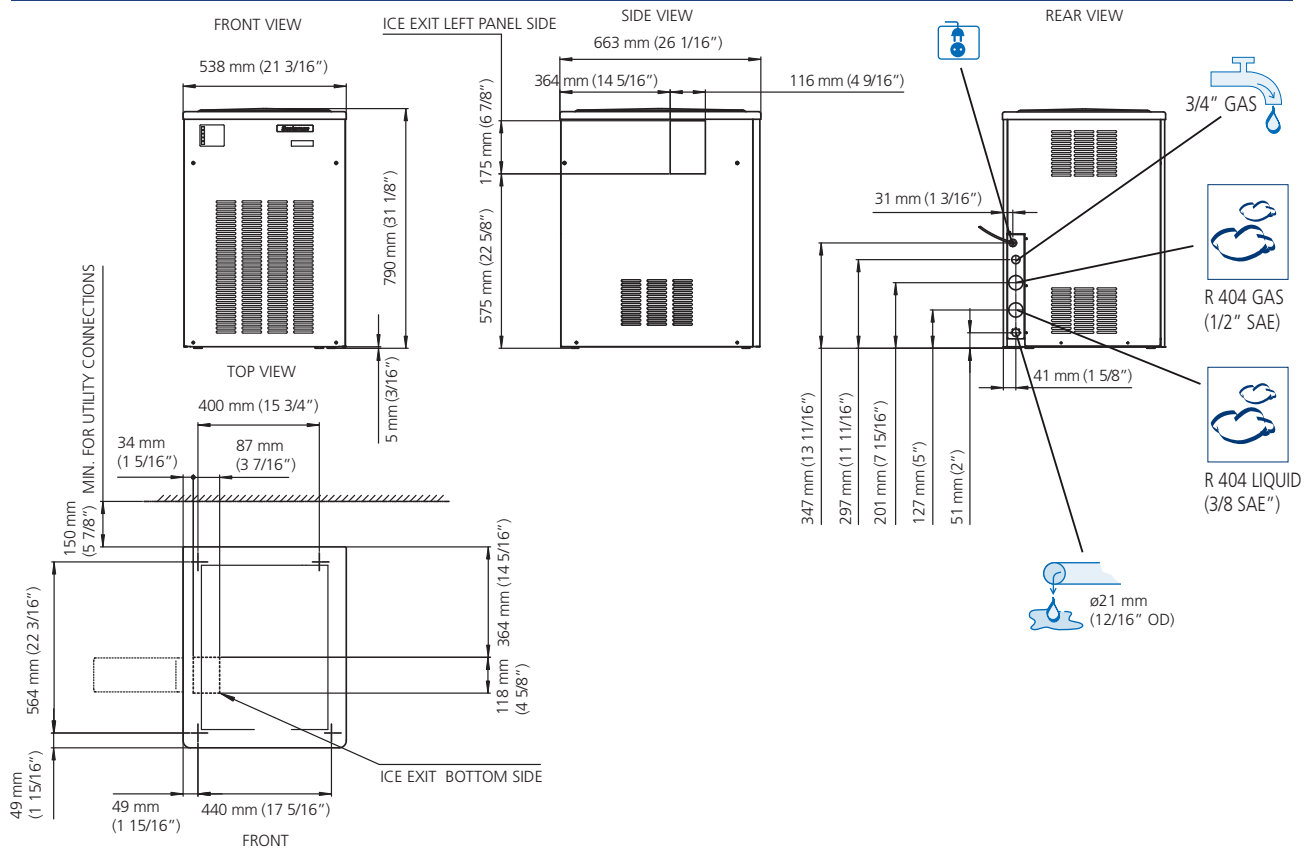 FRONT VIEW
538 mm (21 3/16”)
790 mm (31 1/8”)
5 mm (3/16”)
ICE EXIT LEFT PANEL SIDE
SIDE VIEW
663 mm (26 1/16”)
364 mm (14 5/16”)
116 mm (4 9/16”)
175 mm (6 7/8”)
575 mm (22 5/8”)
REAR VIEW
3/4” GAS
31 mm (1 3/16”)
R 404 GAS
(1/2” SAE)
41 mm (1 5/8”)
R 404 LIQUID
(3/8 SAE”)
347 mm (13 11/16”)
297 mm (11 11/16”)
201 mm (7 15/16”)
127 mm (5”)
51 mm (2”)
ø21 mm
(12/16” OD)
TOP VIEW
400 mm (15 3/4”)
34 mm
(1 5/16”)
87 mm
(3 7/16”)
MIN. FOR UTILITY CONNECTIONS
150 mm
(5 7/8”)
564 mm (22 3/16”)
49 mm
(1 15/16”)
364 mm (14 5/16”)
118 mm
(4 5/8”)
ICE EXIT BOTTOM SIDE
49 mm
(1 15/16”)
440 mm (17 5/16”)
FRONT